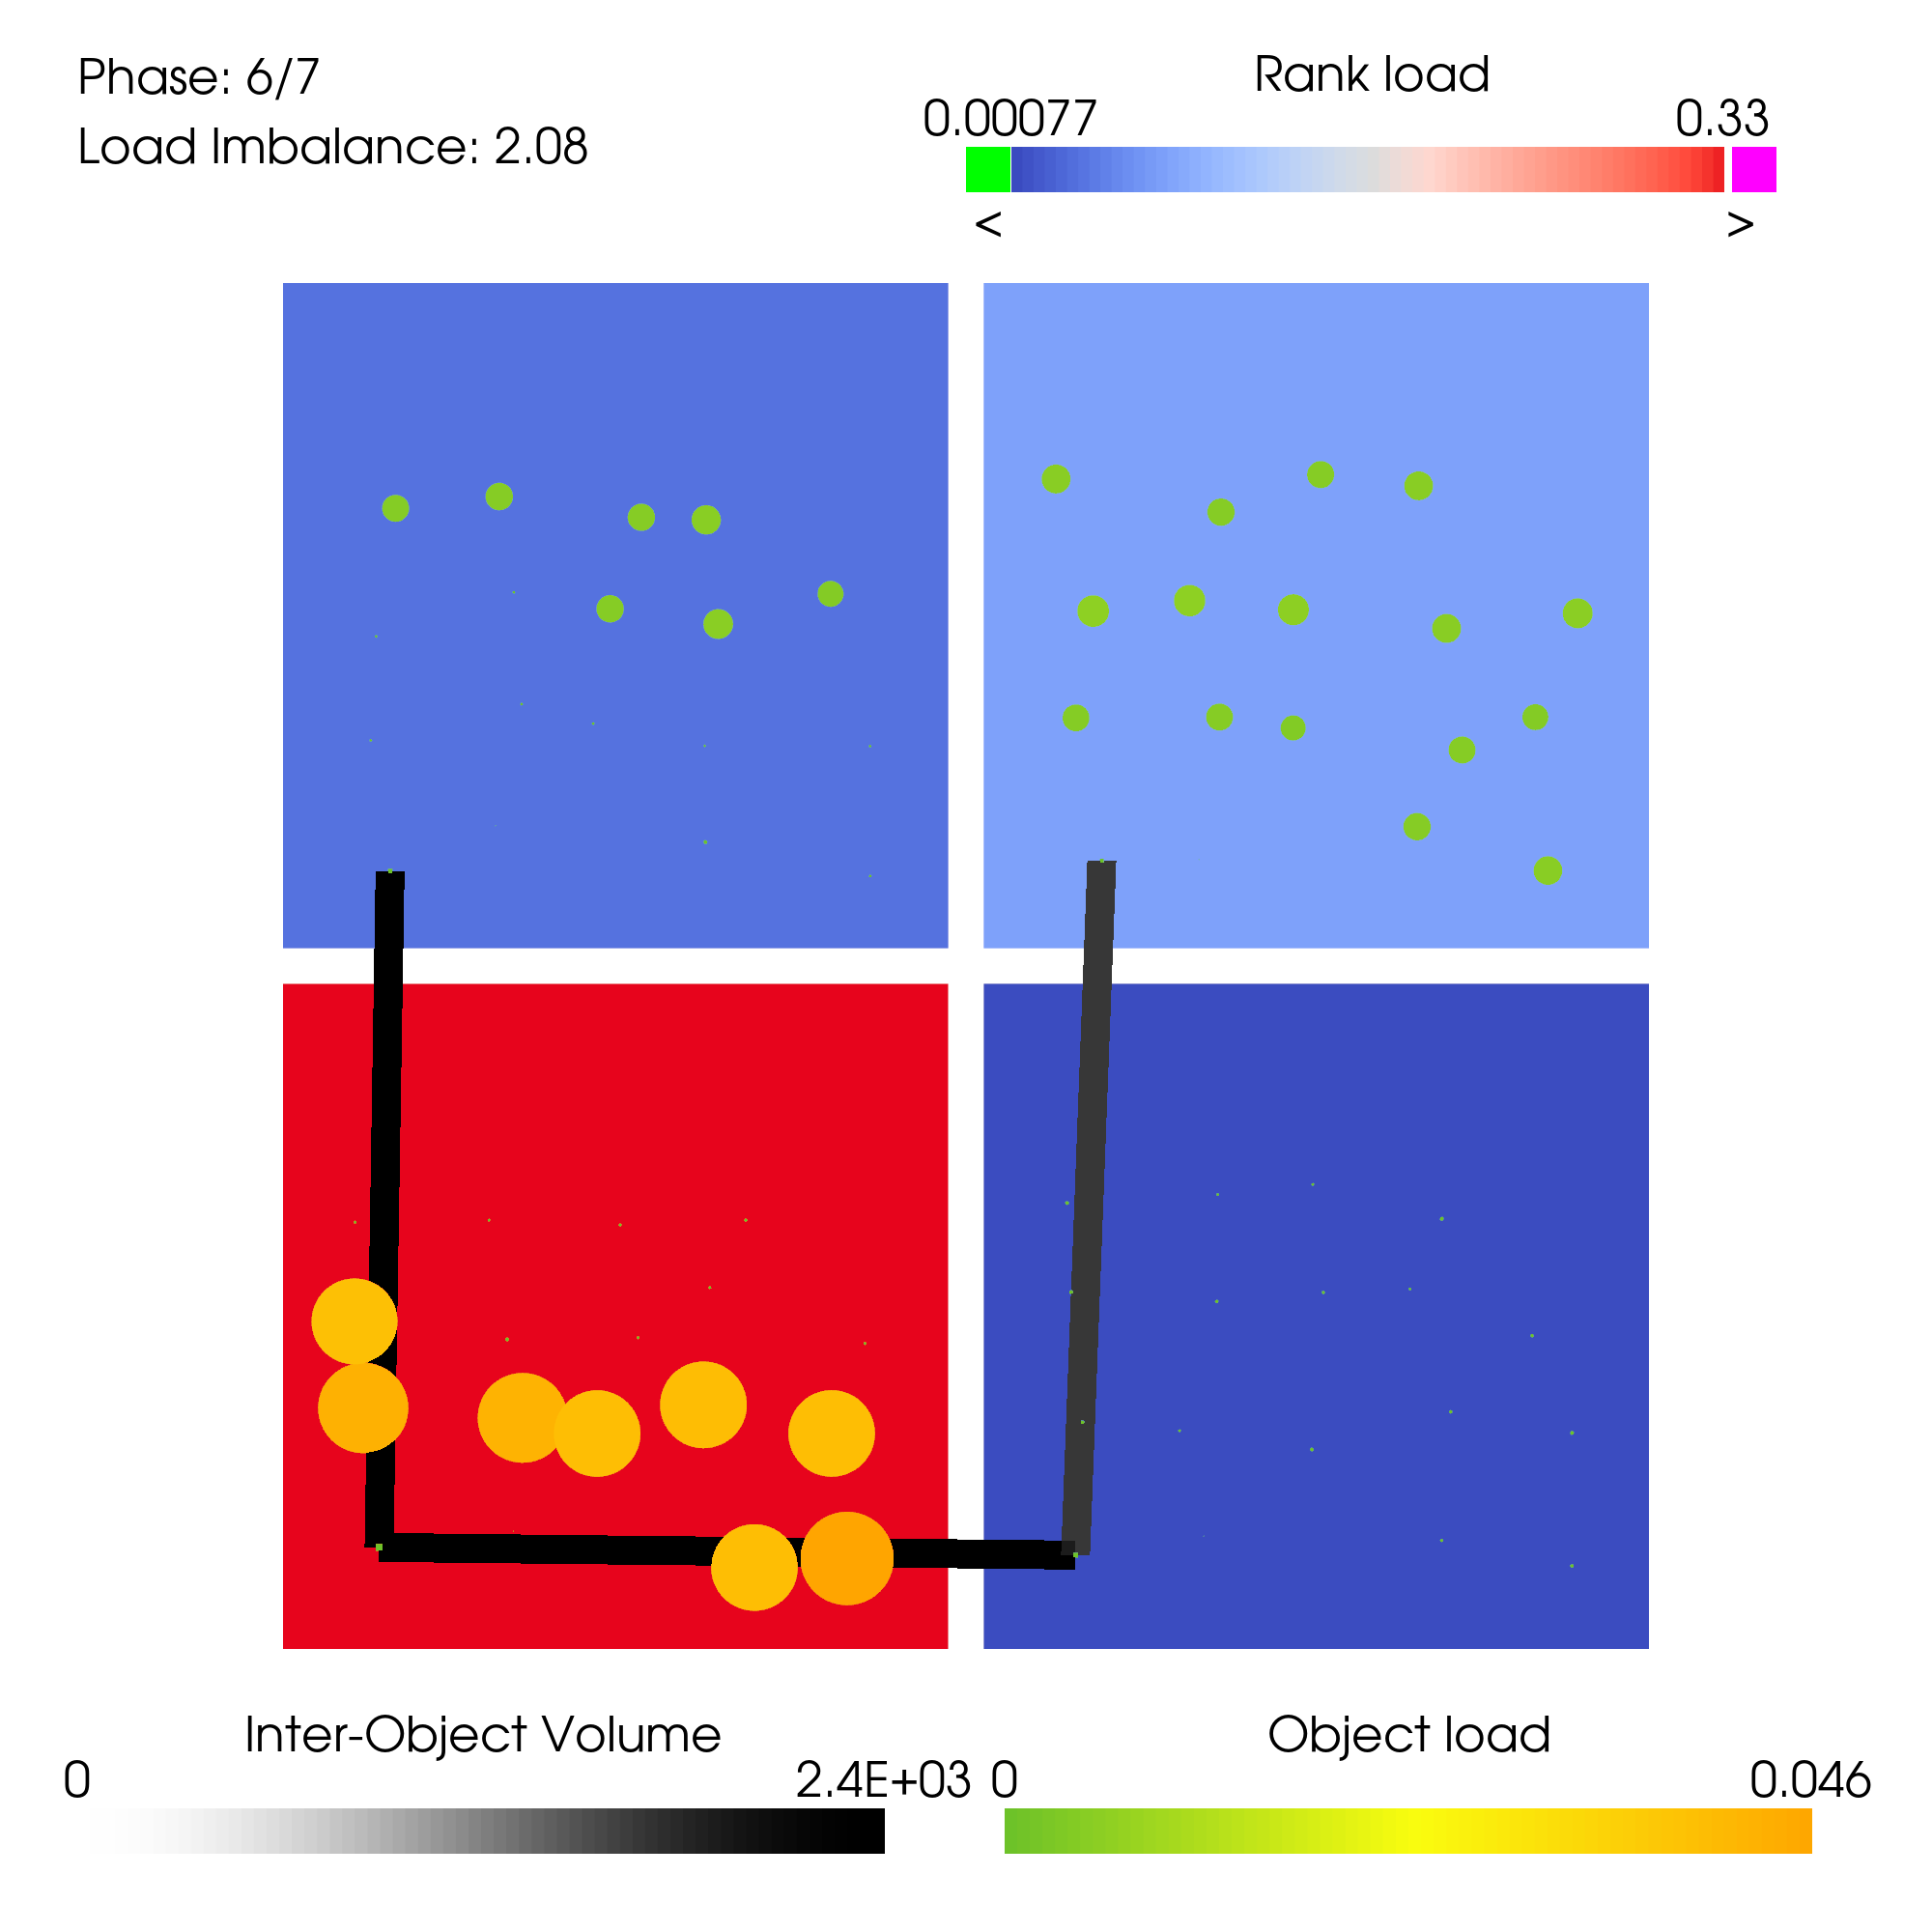 Phase: 6/7
Load Imbalance: 2.08
Rank load
0.00077 0.33
< >
Inter-Object Volume
0 2.4E+03
Object load
0 0.046